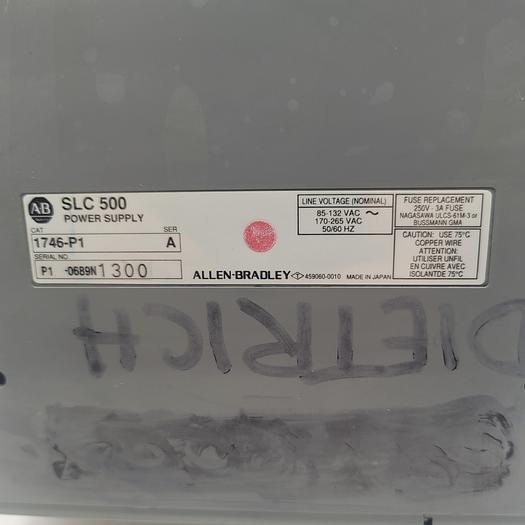 AB SLC 500
POWER SUPPLY
CAT SER
1746-P1 A
SERIAL NO.
P1 -0689N1300
ALLEN-BRADLEY 459060-0010 MADE IN JAPAN
LINE VOLTAGE (NOMINAL)
85-132 VAC ~
170-265 VAC
50/60 HZ
FUSE REPLACEMENT
250V - 3A FUSE
NAGASAWA ULCS-61M-3 or
BUSSMANN GMA
CAUTION: USE 75°C
COPPER WIRE
ATTENTION:
UTILISER UNFIL
EN CUIVRE AVEC
ISOLANTDE 75°C
DIETRICH